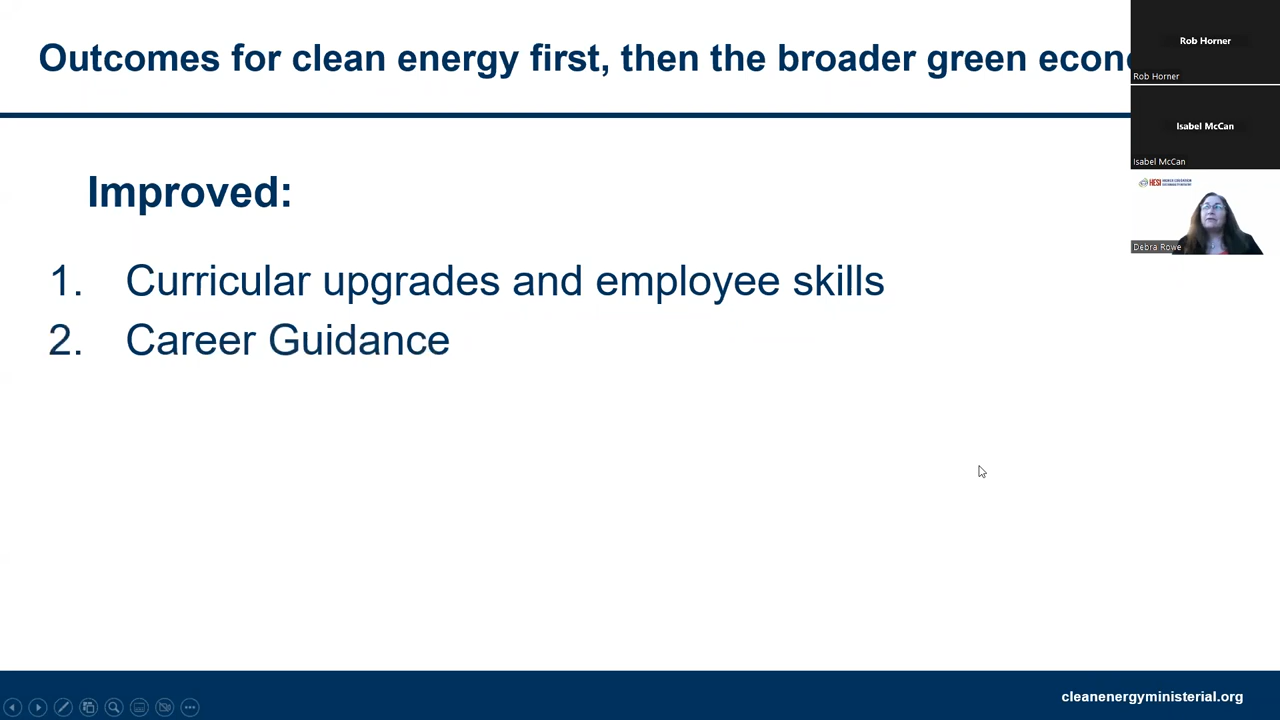 Outcomes for clean energy first, then the broader green econ
Rob Horner
Rob Horner
Isabel McCan
Isabel McCan
HESI
Debra Rowe
Improved:
1. Curricular upgrades and employee skills
2. Career Guidance
cleanenergyministerial.org